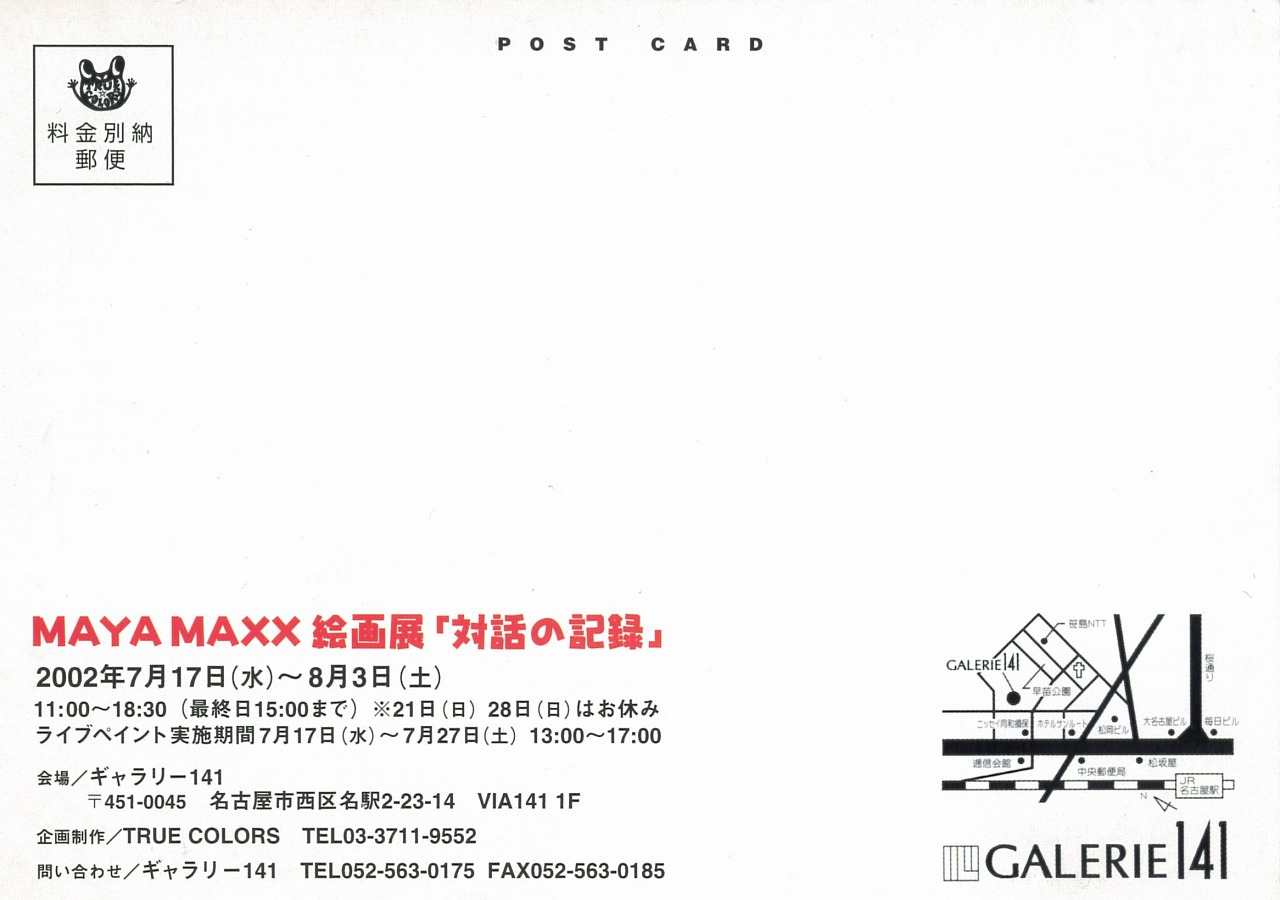 POST CARD
TRUE COLORS
料金別納
郵便
MAYA MAXX 絵画展「対話の記録」
2002年7月17日(水)〜8月3日(土)
11:00〜18:30(最終日15:00まで)※21日(日) 28日(日)はお休み
ライブペイント実施期間7月17日(水)〜7月27日(土) 13:00〜17:00
会場/ギャラリー141
〒451-0045 名古屋市西区名駅2-23-14 VIA141 1F
企画制作/TRUE COLORS TEL03-3711-9552
問い合わせ/ギャラリー141 TEL052-563-0175 FAX052-563-0185
笹島NTT
GALERIE141
早苗公園
桜通り
ニッセイ同和損保
ホテルサンルート
松岡ビル
大名古屋ビル
毎日ビル
逓信会館
中央郵便局
松坂屋
JR
名古屋駅
N
GALERIE141